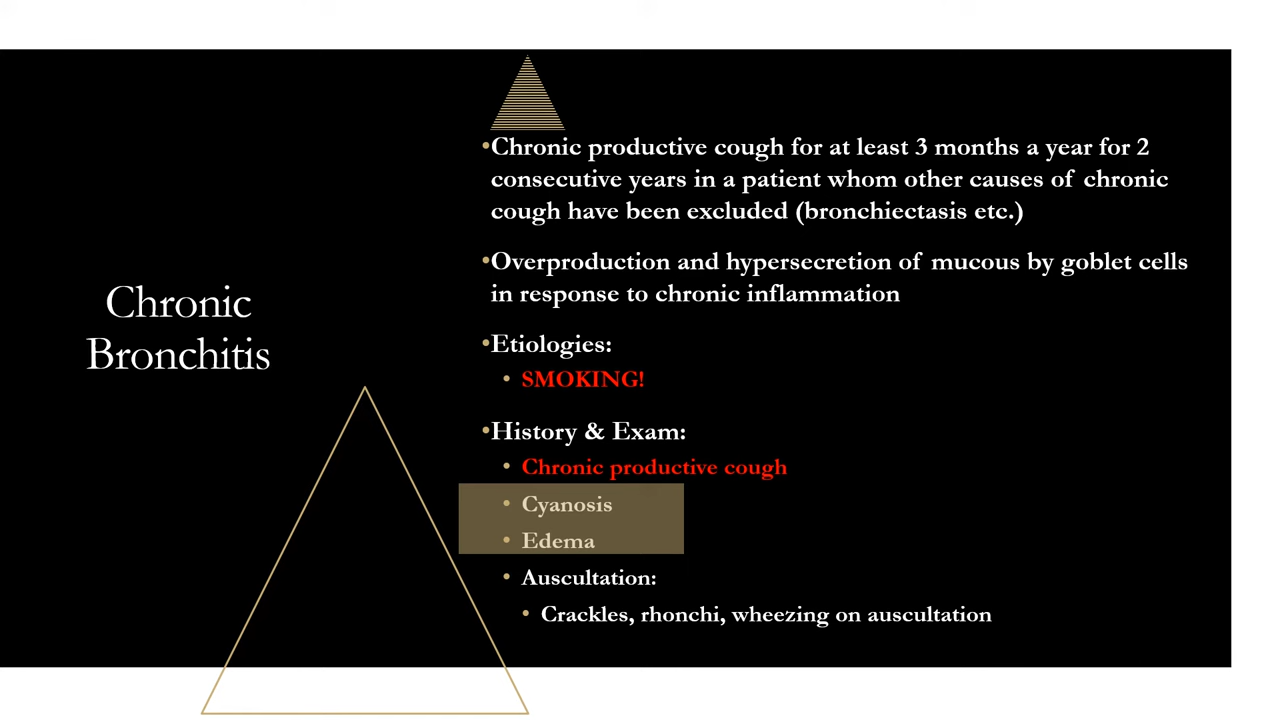 Chronic
Bronchitis
•Chronic productive cough for at least 3 months a year for 2
consecutive years in a patient whom other causes of chronic
cough have been excluded (bronchiectasis etc.)
•Overproduction and hypersecretion of mucous by goblet cells
in response to chronic inflammation
•Etiologies:
• SMOKING!
•History & Exam:
• Chronic productive cough
• Cyanosis
• Edema
• Auscultation:
• Crackles, rhonchi, wheezing on auscultation